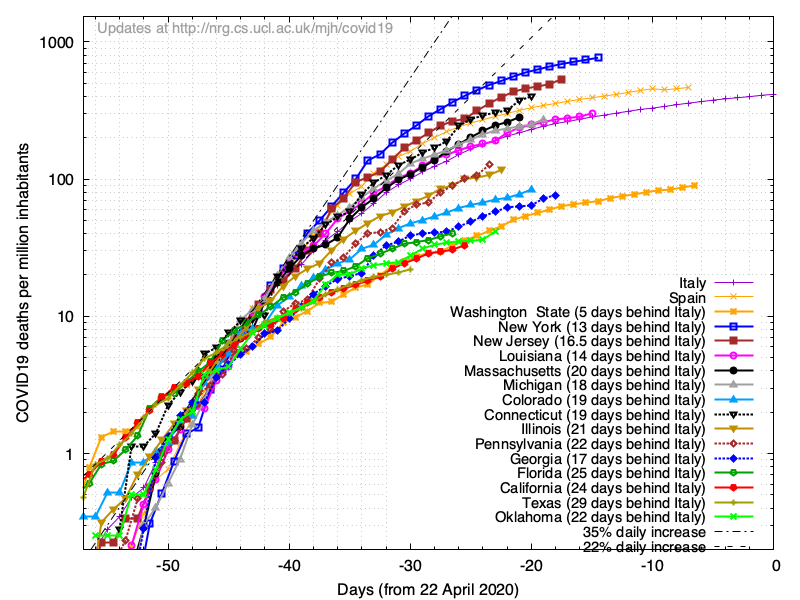 Updates at http://nrg.cs.ucl.ac.uk/mjh/covid19
1000
100
10
1
COVID19 deaths per million inhabitants
Italy
Spain
Washington State (5 days behind Italy)
New York (13 days behind Italy)
New Jersey (16.5 days behind Italy)
Louisiana (14 days behind Italy)
Massachusetts (20 days behind Italy)
Michigan (18 days behind Italy)
Colorado (19 days behind Italy)
Connecticut (19 days behind Italy)
Illinois (21 days behind Italy)
Pennsylvania (22 days behind Italy)
Georgia (17 days behind Italy)
Florida (25 days behind Italy)
California (24 days behind Italy)
Texas (29 days behind Italy)
Oklahoma (22 days behind Italy)
35% daily increase
22% daily increase
-50 -40 -30 -20 -10 0
Days (from 22 April 2020)